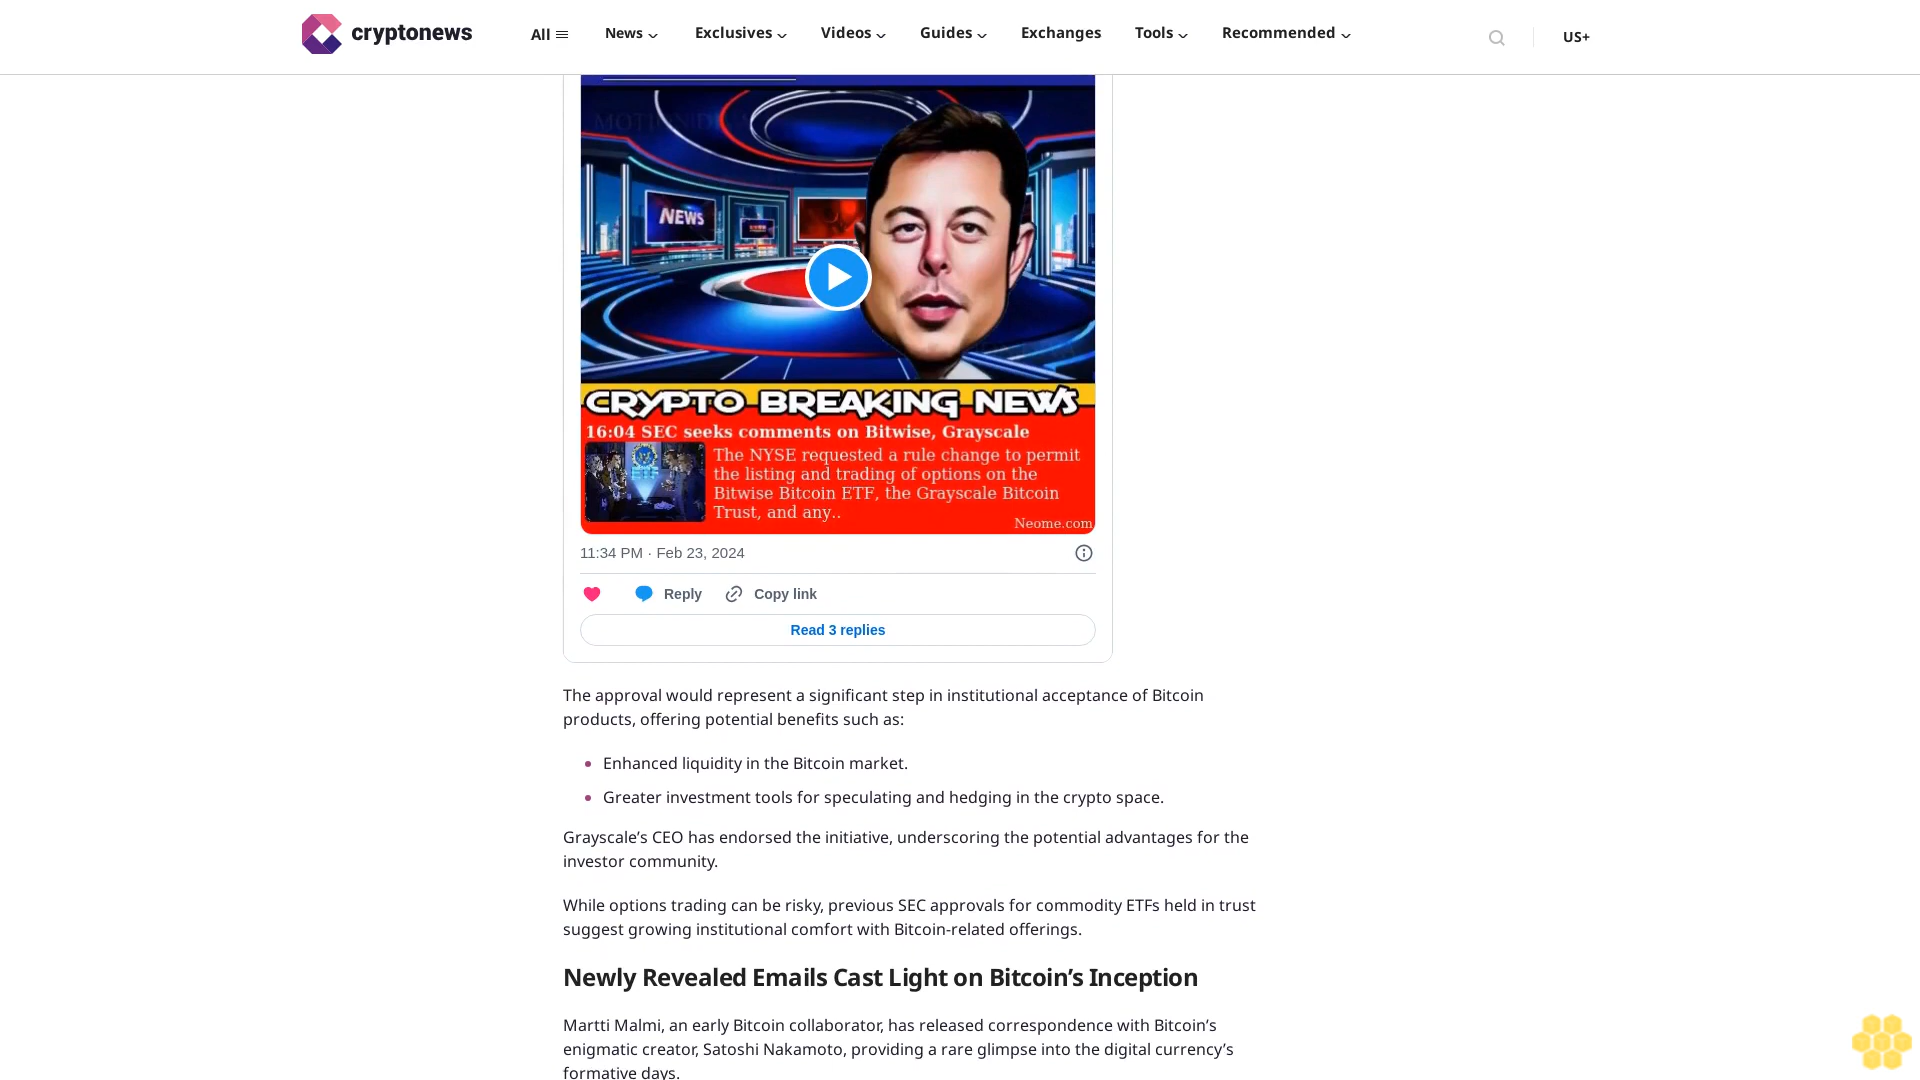 cryptonews
All
News
Exclusives
Videos
Guides
Exchanges
Tools
Recommended
US+
NEWS
CRYPTO BREAKING NEWS
16:04 SEC seeks comments on Bitwise, Grayscale
The NYSE requested a rule change to permit
the listing and trading of options on the
Bitwise Bitcoin ETF, the Grayscale Bitcoin
Trust, and any..
Neome.com
11:34 PM · Feb 23, 2024
Reply
Copy link
Read 3 replies
The approval would represent a significant step in institutional acceptance of Bitcoin
products, offering potential benefits such as:
Enhanced liquidity in the Bitcoin market.
Greater investment tools for speculating and hedging in the crypto space.
Grayscale’s CEO has endorsed the initiative, underscoring the potential advantages for the
investor community.
While options trading can be risky, previous SEC approvals for commodity ETFs held in trust
suggest growing institutional comfort with Bitcoin-related offerings.
Newly Revealed Emails Cast Light on Bitcoin’s Inception
Martti Malmi, an early Bitcoin collaborator, has released correspondence with Bitcoin’s
enigmatic creator, Satoshi Nakamoto, providing a rare glimpse into the digital currency’s
formative days.